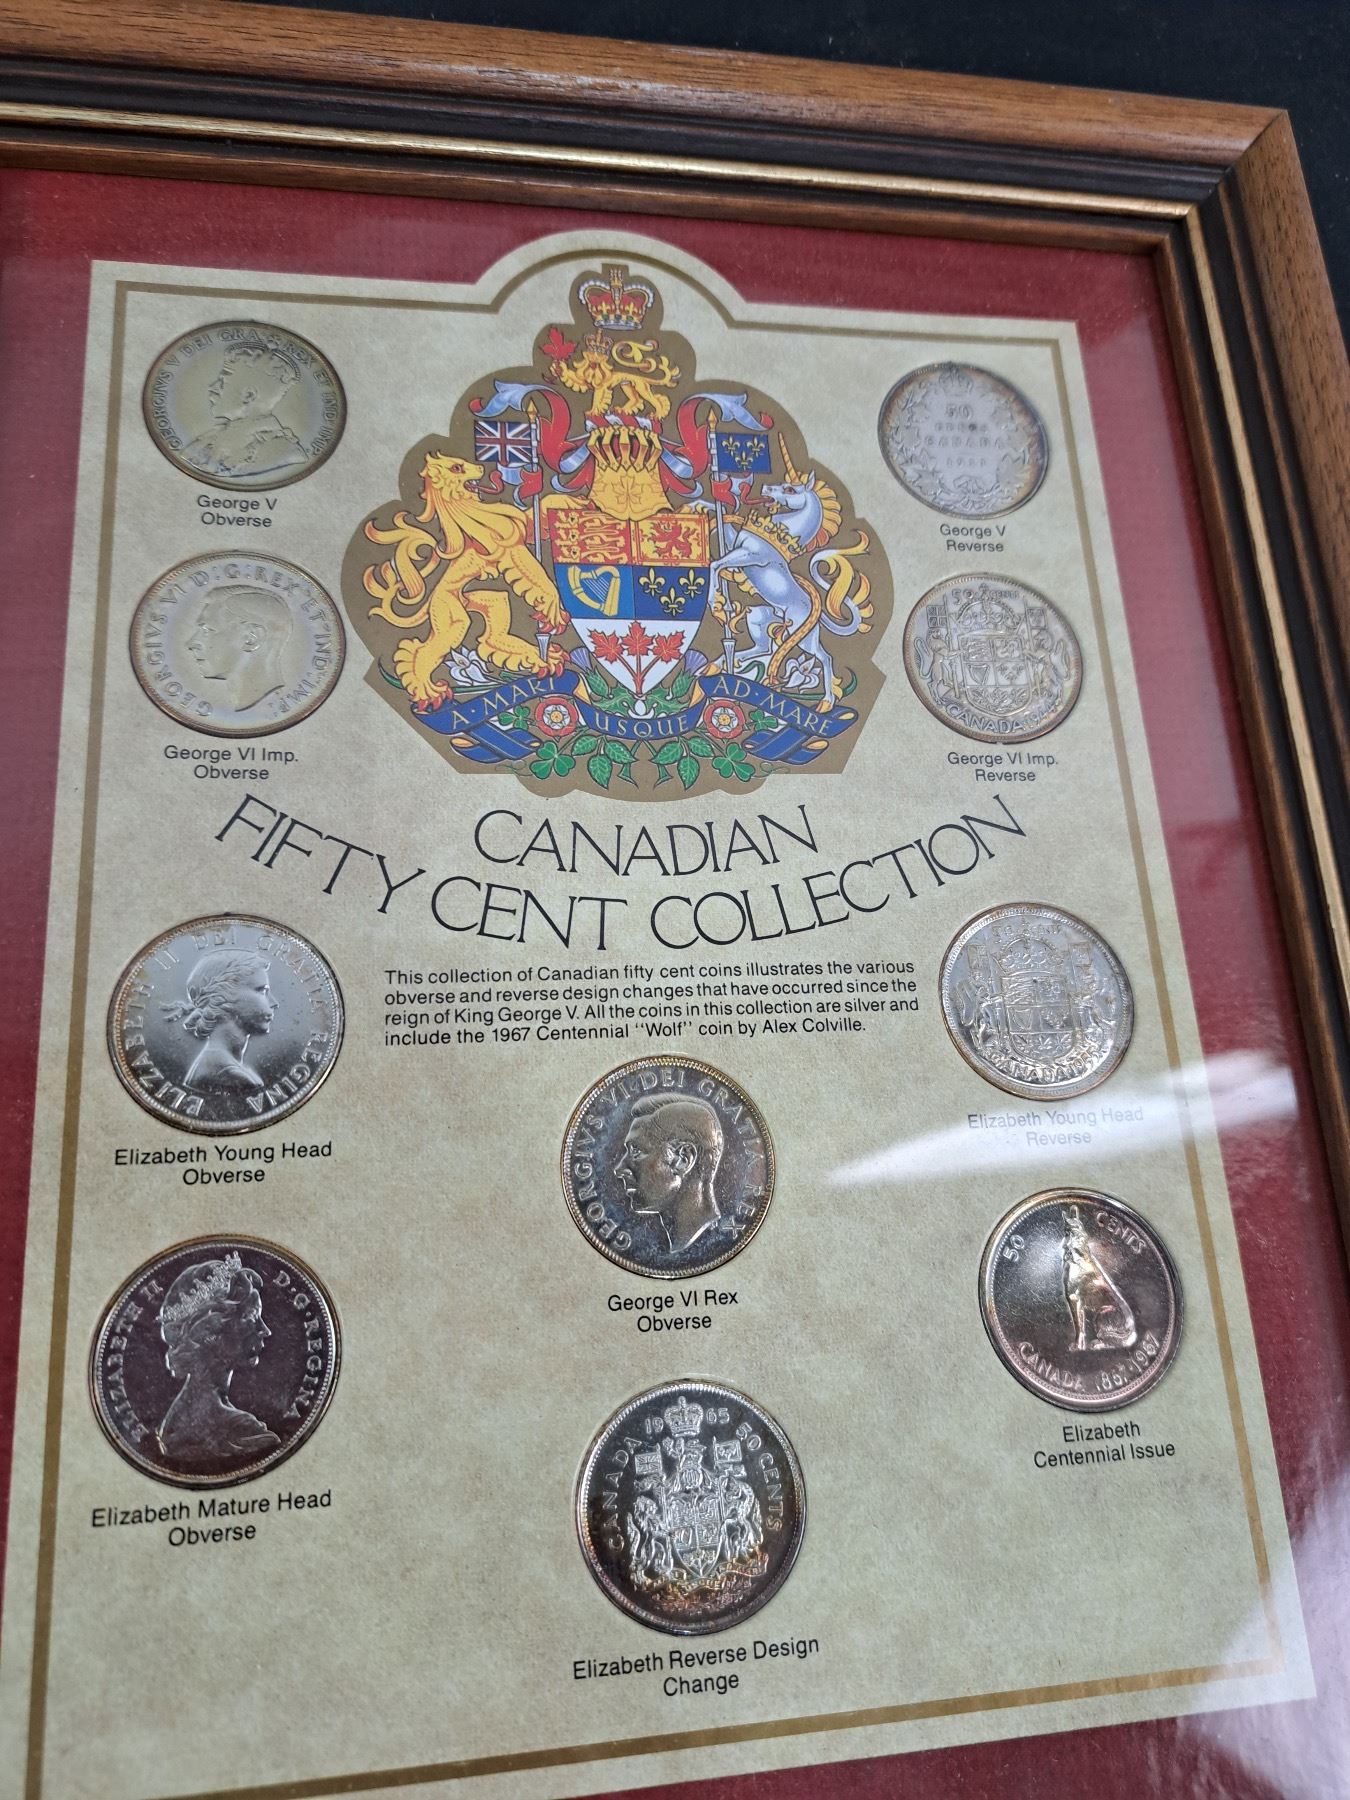 GEORGIVS V DEI GRA: REX ET IND: IMP:
George V
Obverse
50
CENTS
CANADA
George V
Reverse
A·MARI
USQUE
AD·MARE
GEORGIVS VI D:G:REX ET IND:IMP:
George VI Imp.
Obverse
50 CENTS
CANADA 1944
George VI Imp.
Reverse
CANADIAN
FIFTY CENT COLLECTION
This collection of Canadian fifty cent coins illustrates the various
obverse and reverse design changes that have occurred since the
reign of King George V. All the coins in this collection are silver and
include the 1967 Centennial "Wolf" coin by Alex Colville.
ELIZABETH II DEI GRATIA REGINA
Elizabeth Young Head
Obverse
CANADA
Elizabeth Young Head
Reverse
GEORGIVS VI DEI GRATIA REX
George VI Rex
Obverse
50 CENTS
CANADA 1867·1967
Elizabeth
Centennial Issue
ELIZABETH II D·G·REGINA
Elizabeth Mature Head
Obverse
1965
CANADA 50 CENTS
Elizabeth Reverse Design
Change